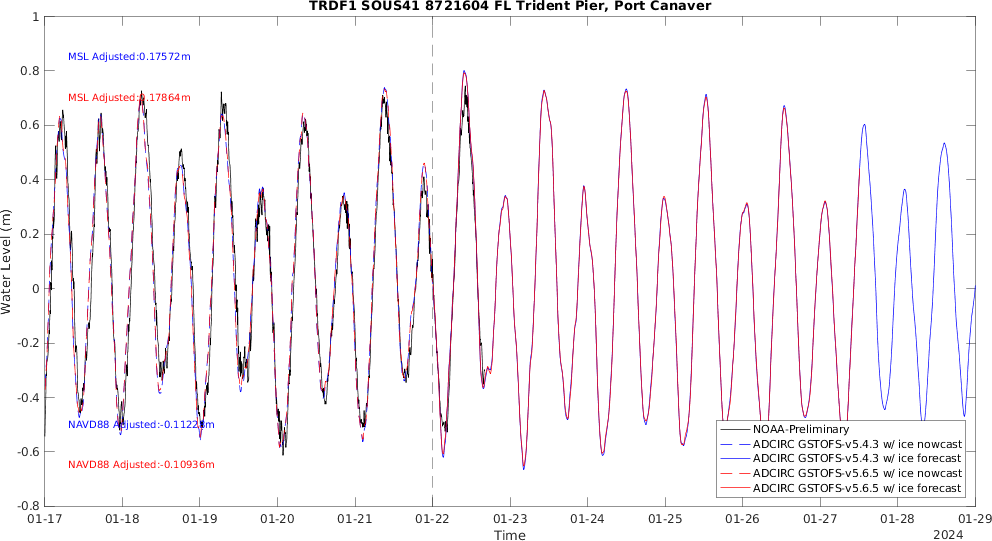 TRDF1 SOUS41 8721604 FL Trident Pier, Port Canaver
1
0.8
0.6
0.4
0.2
0
-0.2
-0.4
-0.6
-0.8
Water Level (m)
MSL Adjusted:0.17572m
MSL Adjusted:0.17864m
NAVD88 Adjusted:-0.11228m
NAVD88 Adjusted:-0.10936m
NOAA-Preliminary
ADCIRC GSTOFS-v5.4.3 w/ ice nowcast
ADCIRC GSTOFS-v5.4.3 w/ ice forecast
ADCIRC GSTOFS-v5.6.5 w/ ice nowcast
ADCIRC GSTOFS-v5.6.5 w/ ice forecast
01-17 01-18 01-19 01-20 01-21 01-22 01-23 01-24 01-25 01-26 01-27 01-28 01-29
Time
2024